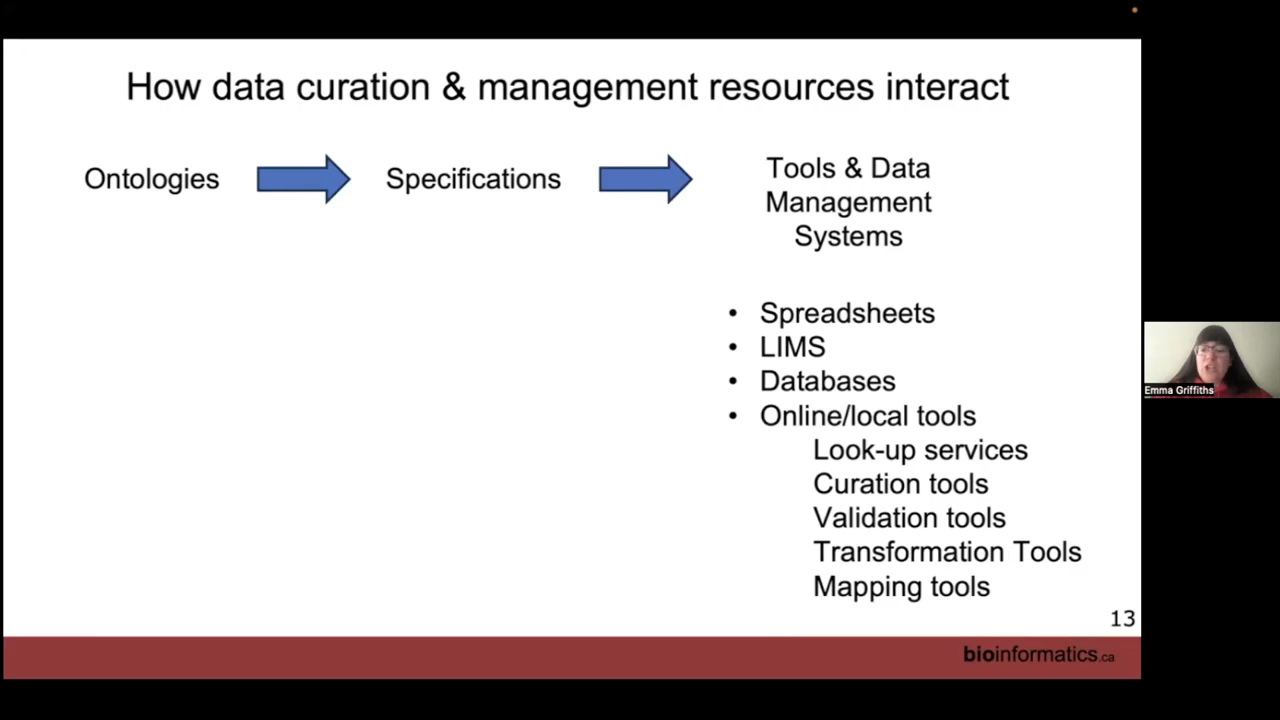 How data curation & management resources interact
Ontologies
Specifications
Tools & Data
Management
Systems
• Spreadsheets
• LIMS
• Databases
• Online/local tools
Look-up services
Curation tools
Validation tools
Transformation Tools
Mapping tools
13
bioinformatics.ca
Emma Griffiths